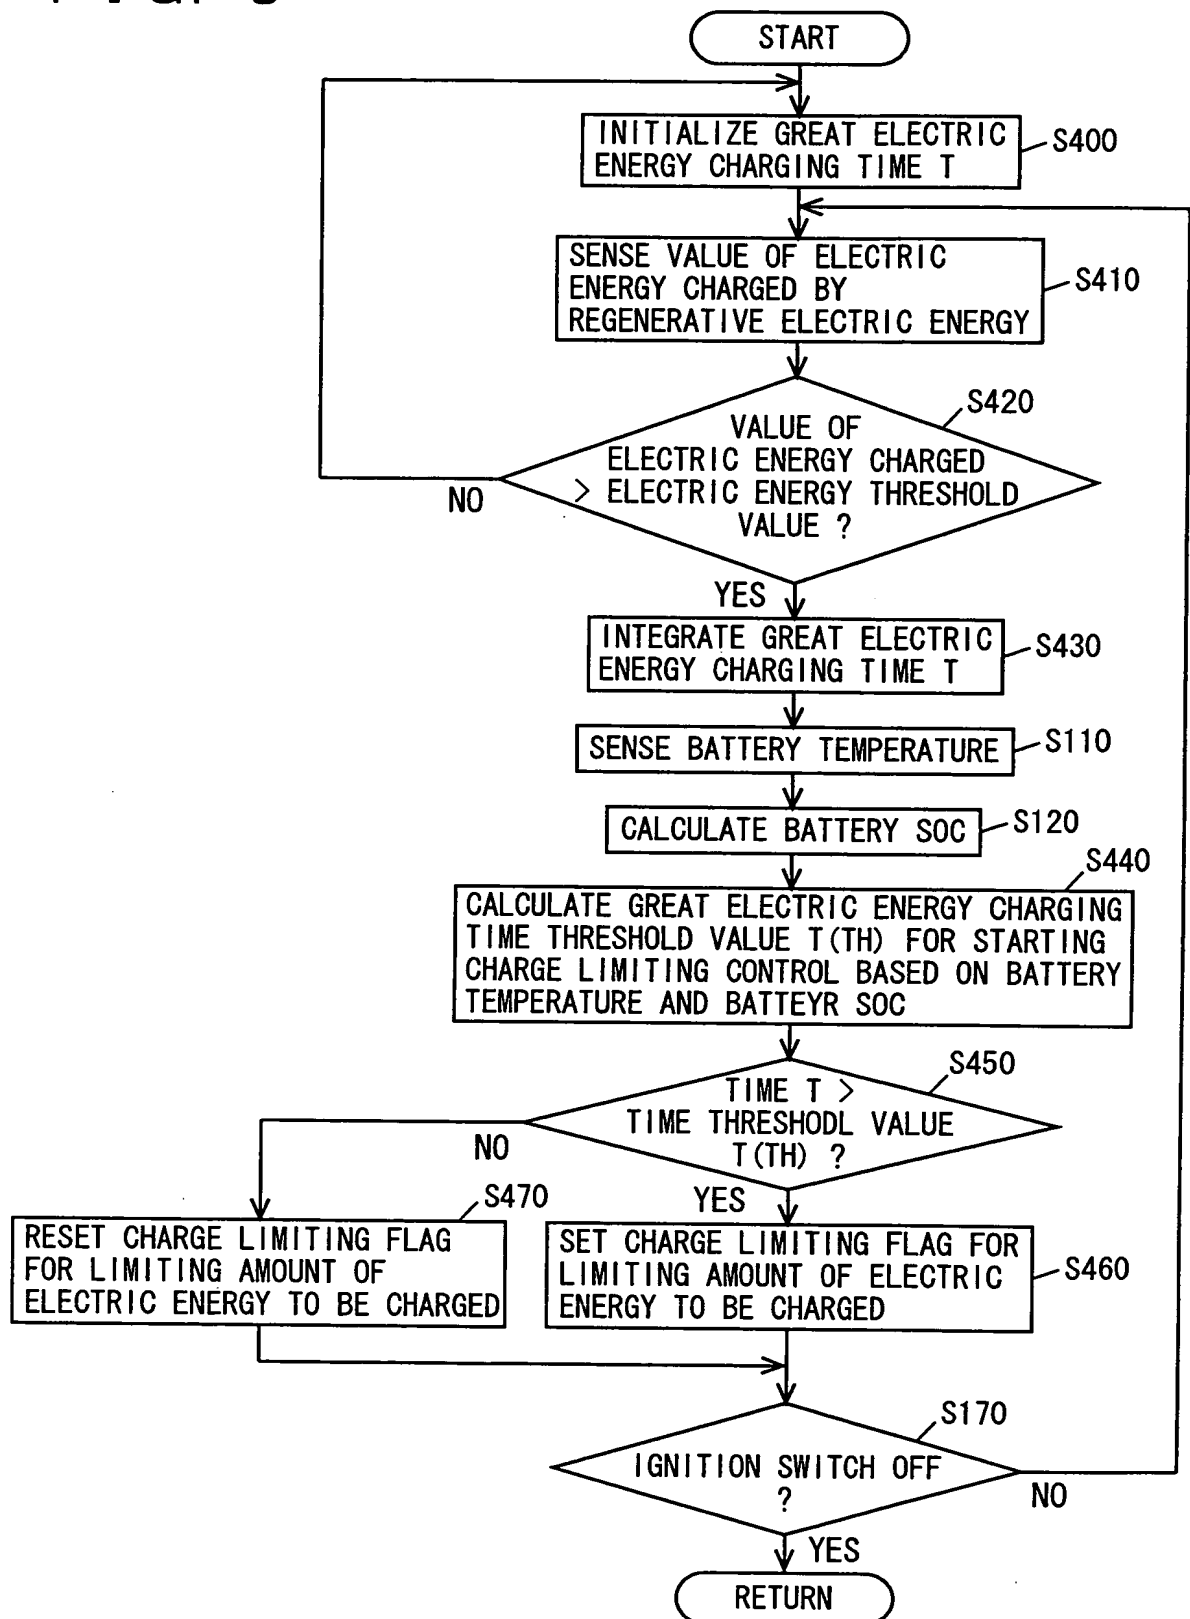 START
INITIALIZE GREAT ELECTRIC
ENERGY CHARGING TIME T
S400
SENSE VALUE OF ELECTRIC
ENERGY CHARGED BY
REGENERATIVE ELECTRIC ENERGY
S410
S420
VALUE OF
ELECTRIC ENERGY CHARGED
> ELECTRIC ENERGY THRESHOLD
VALUE ?
NO
YES
INTEGRATE GREAT ELECTRIC
ENERGY CHARGING TIME T
S430
SENSE BATTERY TEMPERATURE
S110
CALCULATE BATTERY SOC
S120
S440
CALCULATE GREAT ELECTRIC ENERGY CHARGING
TIME THRESHOLD VALUE T(TH) FOR STARTING
CHARGE LIMITING CONTROL BASED ON BATTERY
TEMPERATURE AND BATTEYR SOC
S450
TIME T >
TIME THRESHODL VALUE
T(TH) ?
NO
YES
S470
RESET CHARGE LIMITING FLAG
FOR LIMITING AMOUNT OF
ELECTRIC ENERGY TO BE CHARGED
SET CHARGE LIMITING FLAG FOR
LIMITING AMOUNT OF ELECTRIC
ENERGY TO BE CHARGED
S460
S170
IGNITION SWITCH OFF
?
NO
YES
RETURN